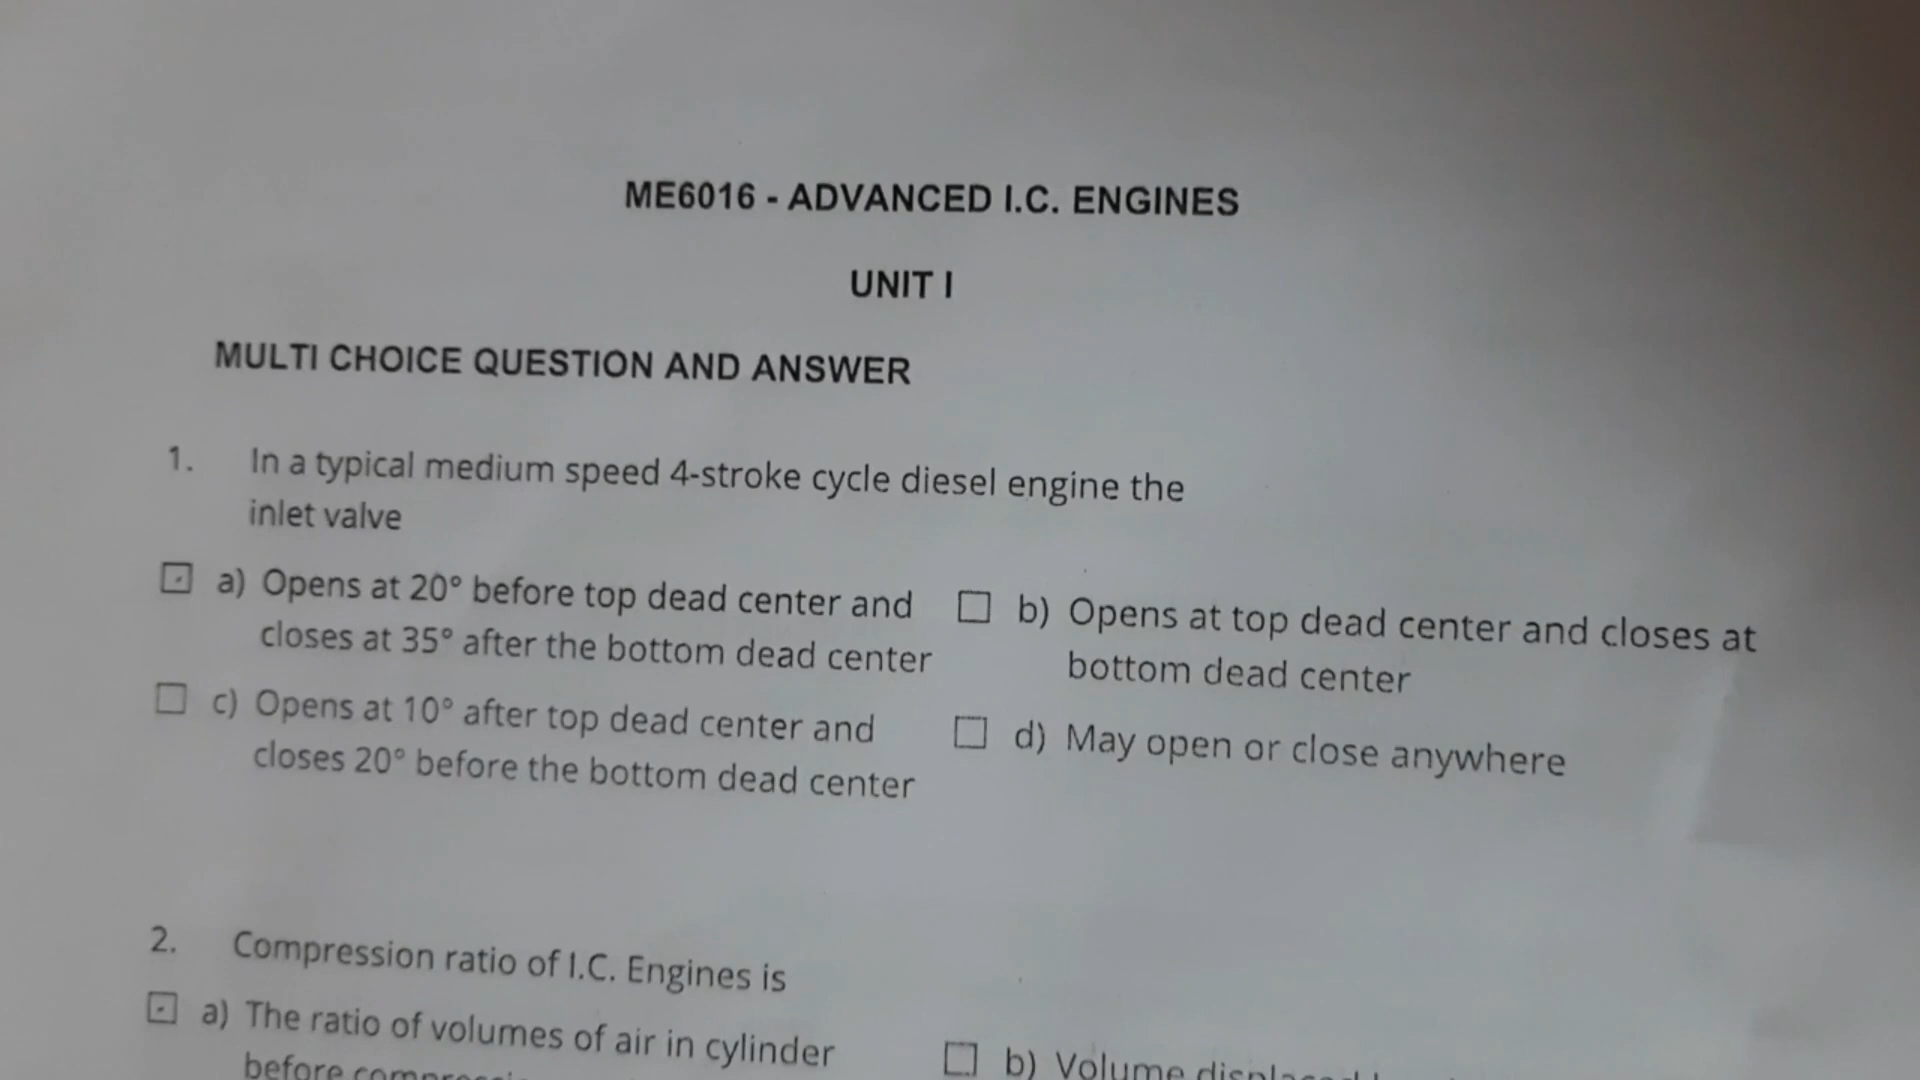 ME6016 - ADVANCED I.C. ENGINES
UNIT I
MULTI CHOICE QUESTION AND ANSWER
1. In a typical medium speed 4-stroke cycle diesel engine the
inlet valve
a) Opens at 20° before top dead center and
closes at 35° after the bottom dead center
b) Opens at top dead center and closes at
bottom dead center
c) Opens at 10° after top dead center and
closes 20° before the bottom dead center
d) May open or close anywhere
2. Compression ratio of I.C. Engines is
a) The ratio of volumes of air in cylinder
before
b) Volume displaced